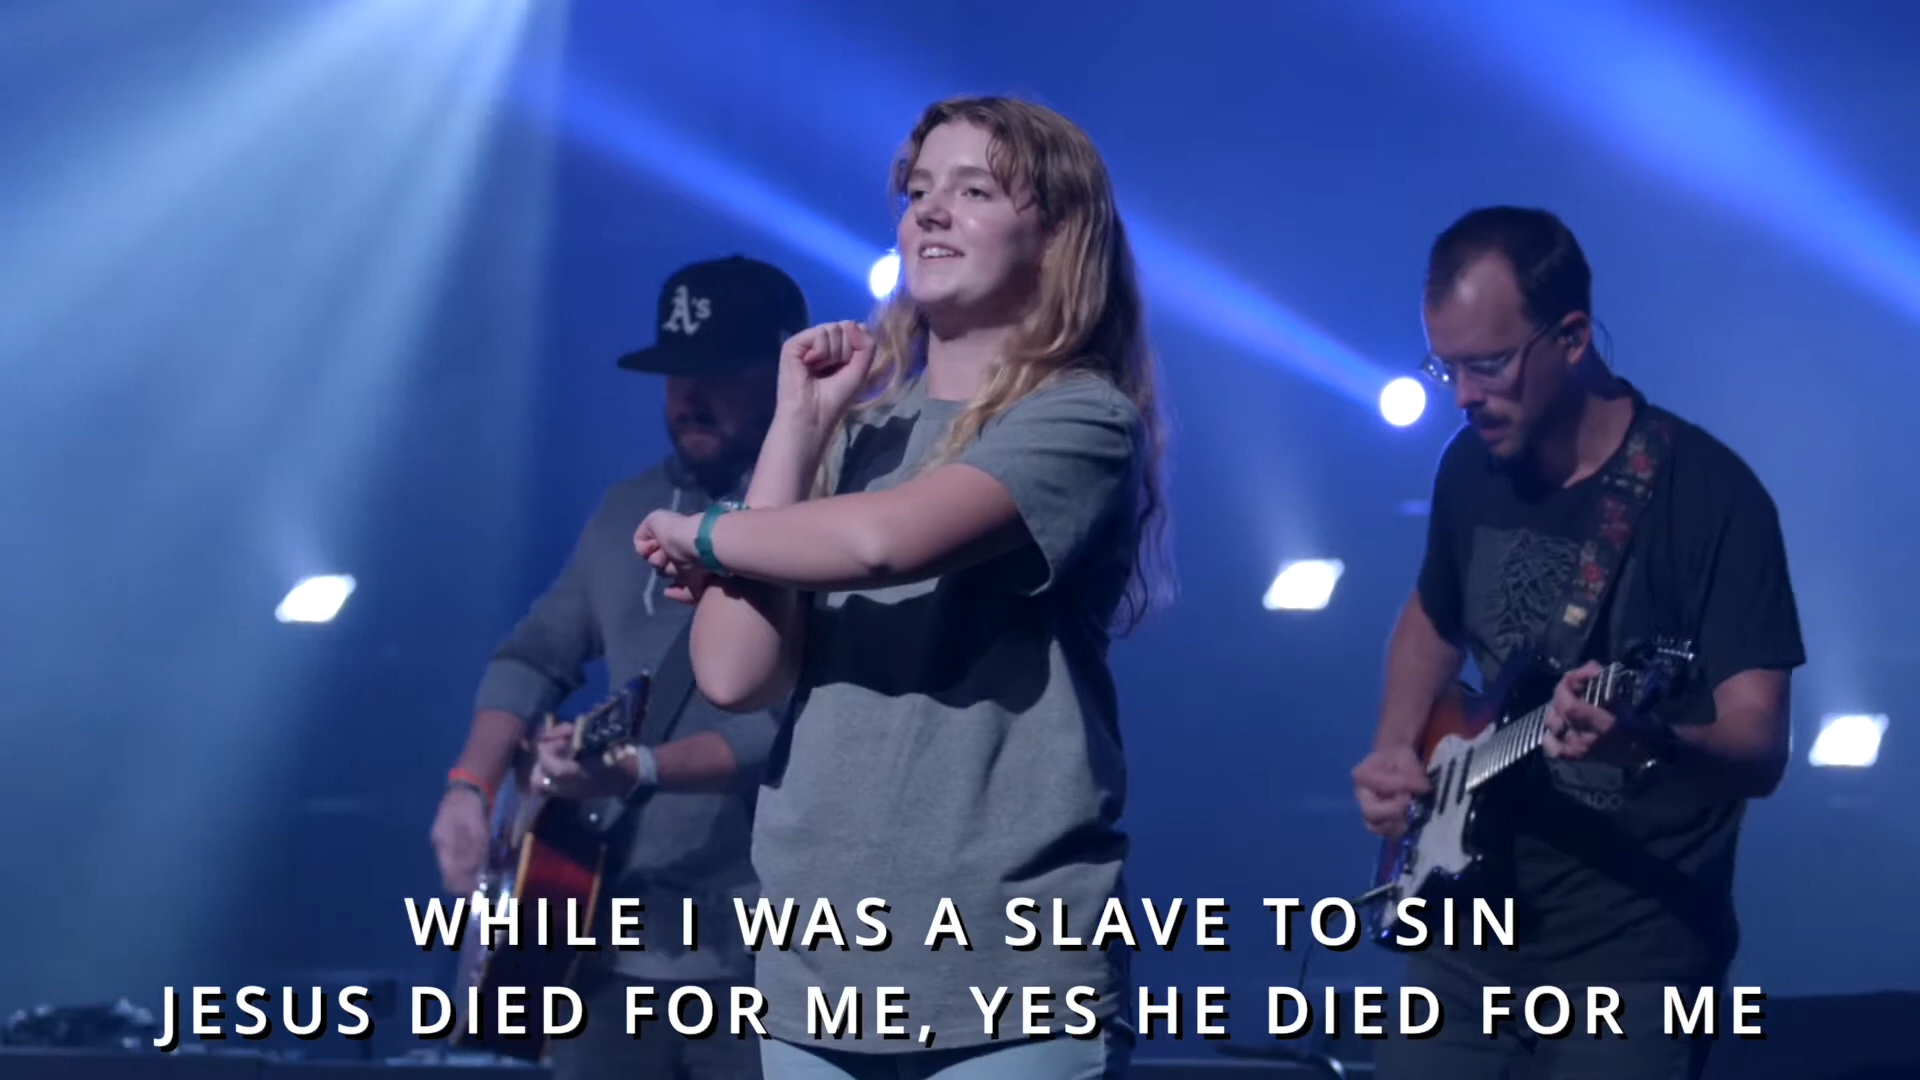 A's
WHILE I WAS A SLAVE TO SIN
JESUS DIED FOR ME, YES HE DIED FOR ME